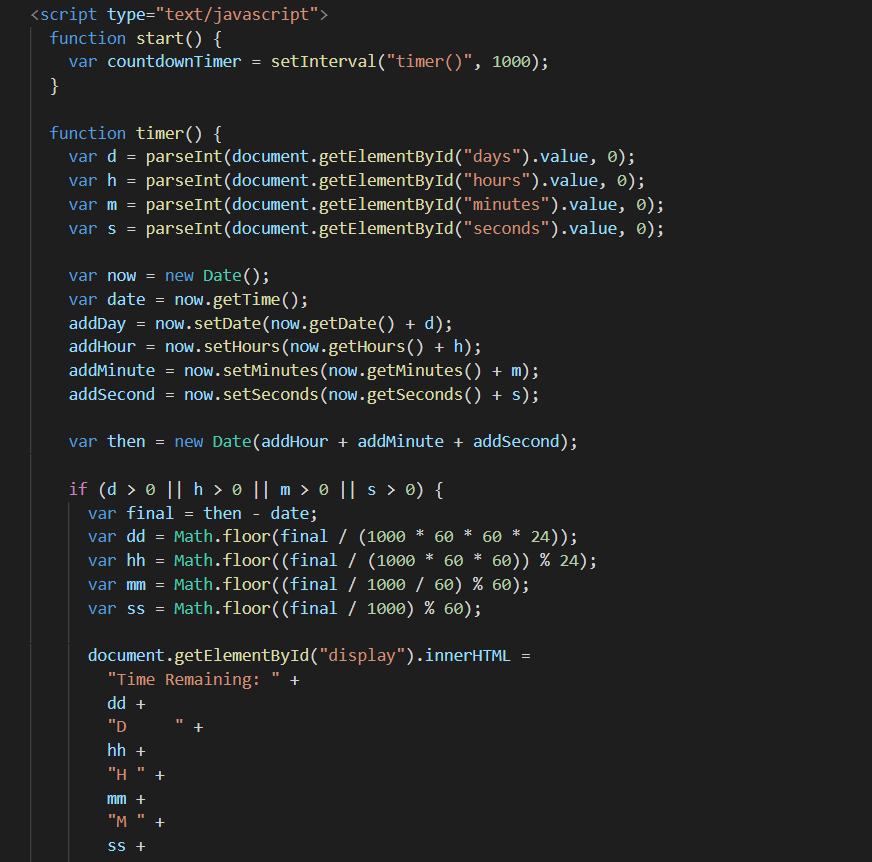 <script type="text/javascript">
function start() {
var countdownTimer = setInterval("timer()", 1000);
}
function timer() {
var d = parseInt(document.getElementById("days").value, 0);
var h = parseInt(document.getElementById("hours").value, 0);
var m = parseInt(document.getElementById("minutes").value, 0);
var s = parseInt(document.getElementById("seconds").value, 0);
var now = new Date();
var date = now.getTime();
addDay = now.setDate(now.getDate() + d);
addHour = now.setHours(now.getHours() + h);
addMinute = now.setMinutes(now.getMinutes() + m);
addSecond = now.setSeconds(now.getSeconds() + s);
var then = new Date(addHour + addMinute + addSecond);
if (d > 0 || h > 0 || m > 0 || s > 0) {
var final = then - date;
var dd = Math.floor(final / (1000 * 60 * 60 * 24));
var hh = Math.floor((final / (1000 * 60 * 60)) % 24);
var mm = Math.floor((final / 1000 / 60) % 60);
var ss = Math.floor((final / 1000) % 60);
document.getElementById("display").innerHTML =
"Time Remaining: " +
dd +
"D     " +
hh +
"H " +
mm +
"M " +
ss +